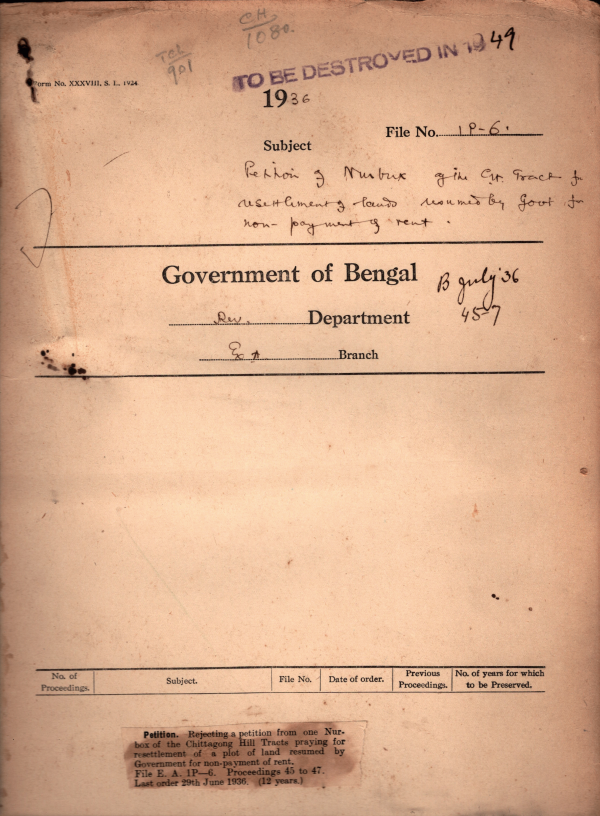 CH
1080.
TCL
901
TO BE DESTROYED IN 1949
Form No. XXXVIII, S. L., 1924
1936
File No. 1P-6.
Subject
Petition of Nurbux of the CH. Tract for
resettlement of lands resumed by Govt for
non-payment of rent.
Government of Bengal
B July '36
45-7
Rev. Department
Branch
No. of Proceedings.
Subject.
File No.
Date of order.
Previous Proceedings.
No. of years for which to be Preserved.
Petition. Rejecting a petition from one Nur-
box of the Chittagong Hill Tracts praying for
resettlement of a plot of land resumed by
Government for non-payment of rent.
File E. A. 1P—6. Proceedings 45 to 47.
Last order 29th June 1936. (12 years.)